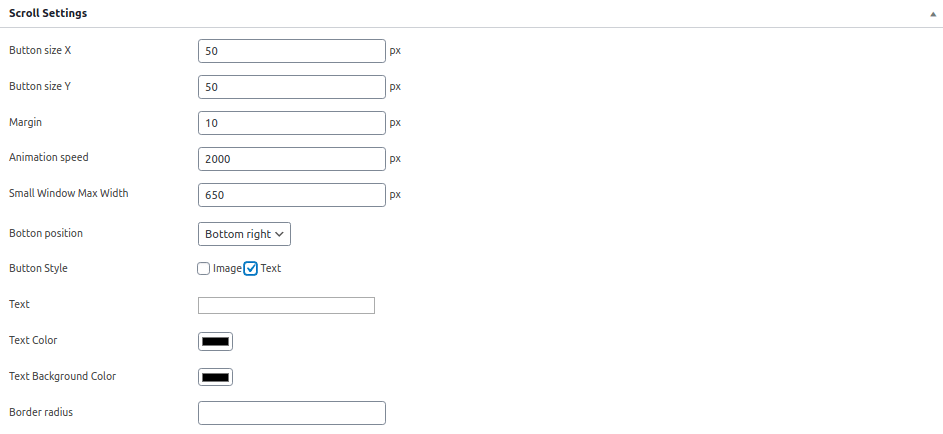 Scroll Settings
Button size X 50 px
Button size Y 50 px
Margin 10 px
Animation speed 2000 px
Small Window Max Width 650 px
Botton position Bottom right
Button Style Image Text
Text
Text Color
Text Background Color
Border radius